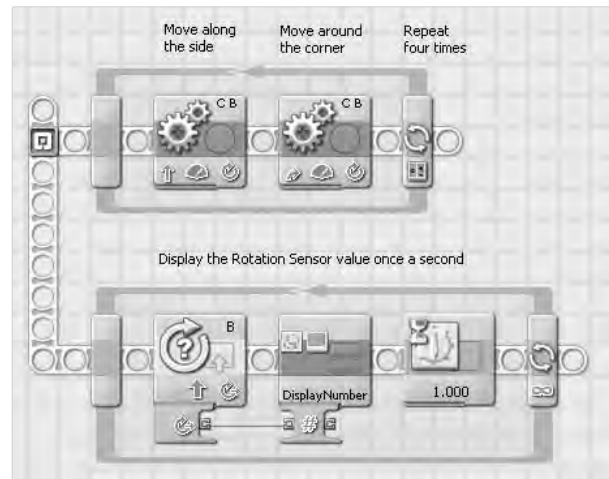 Move along
the side
Move around
the corner
Repeat
four times
C B
C B
Display the Rotation Sensor value once a second
B
?
DisplayNumber
1.000
#
∞